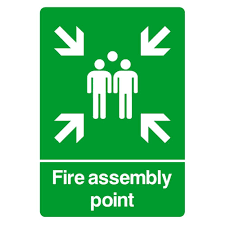 Fire assembly
point